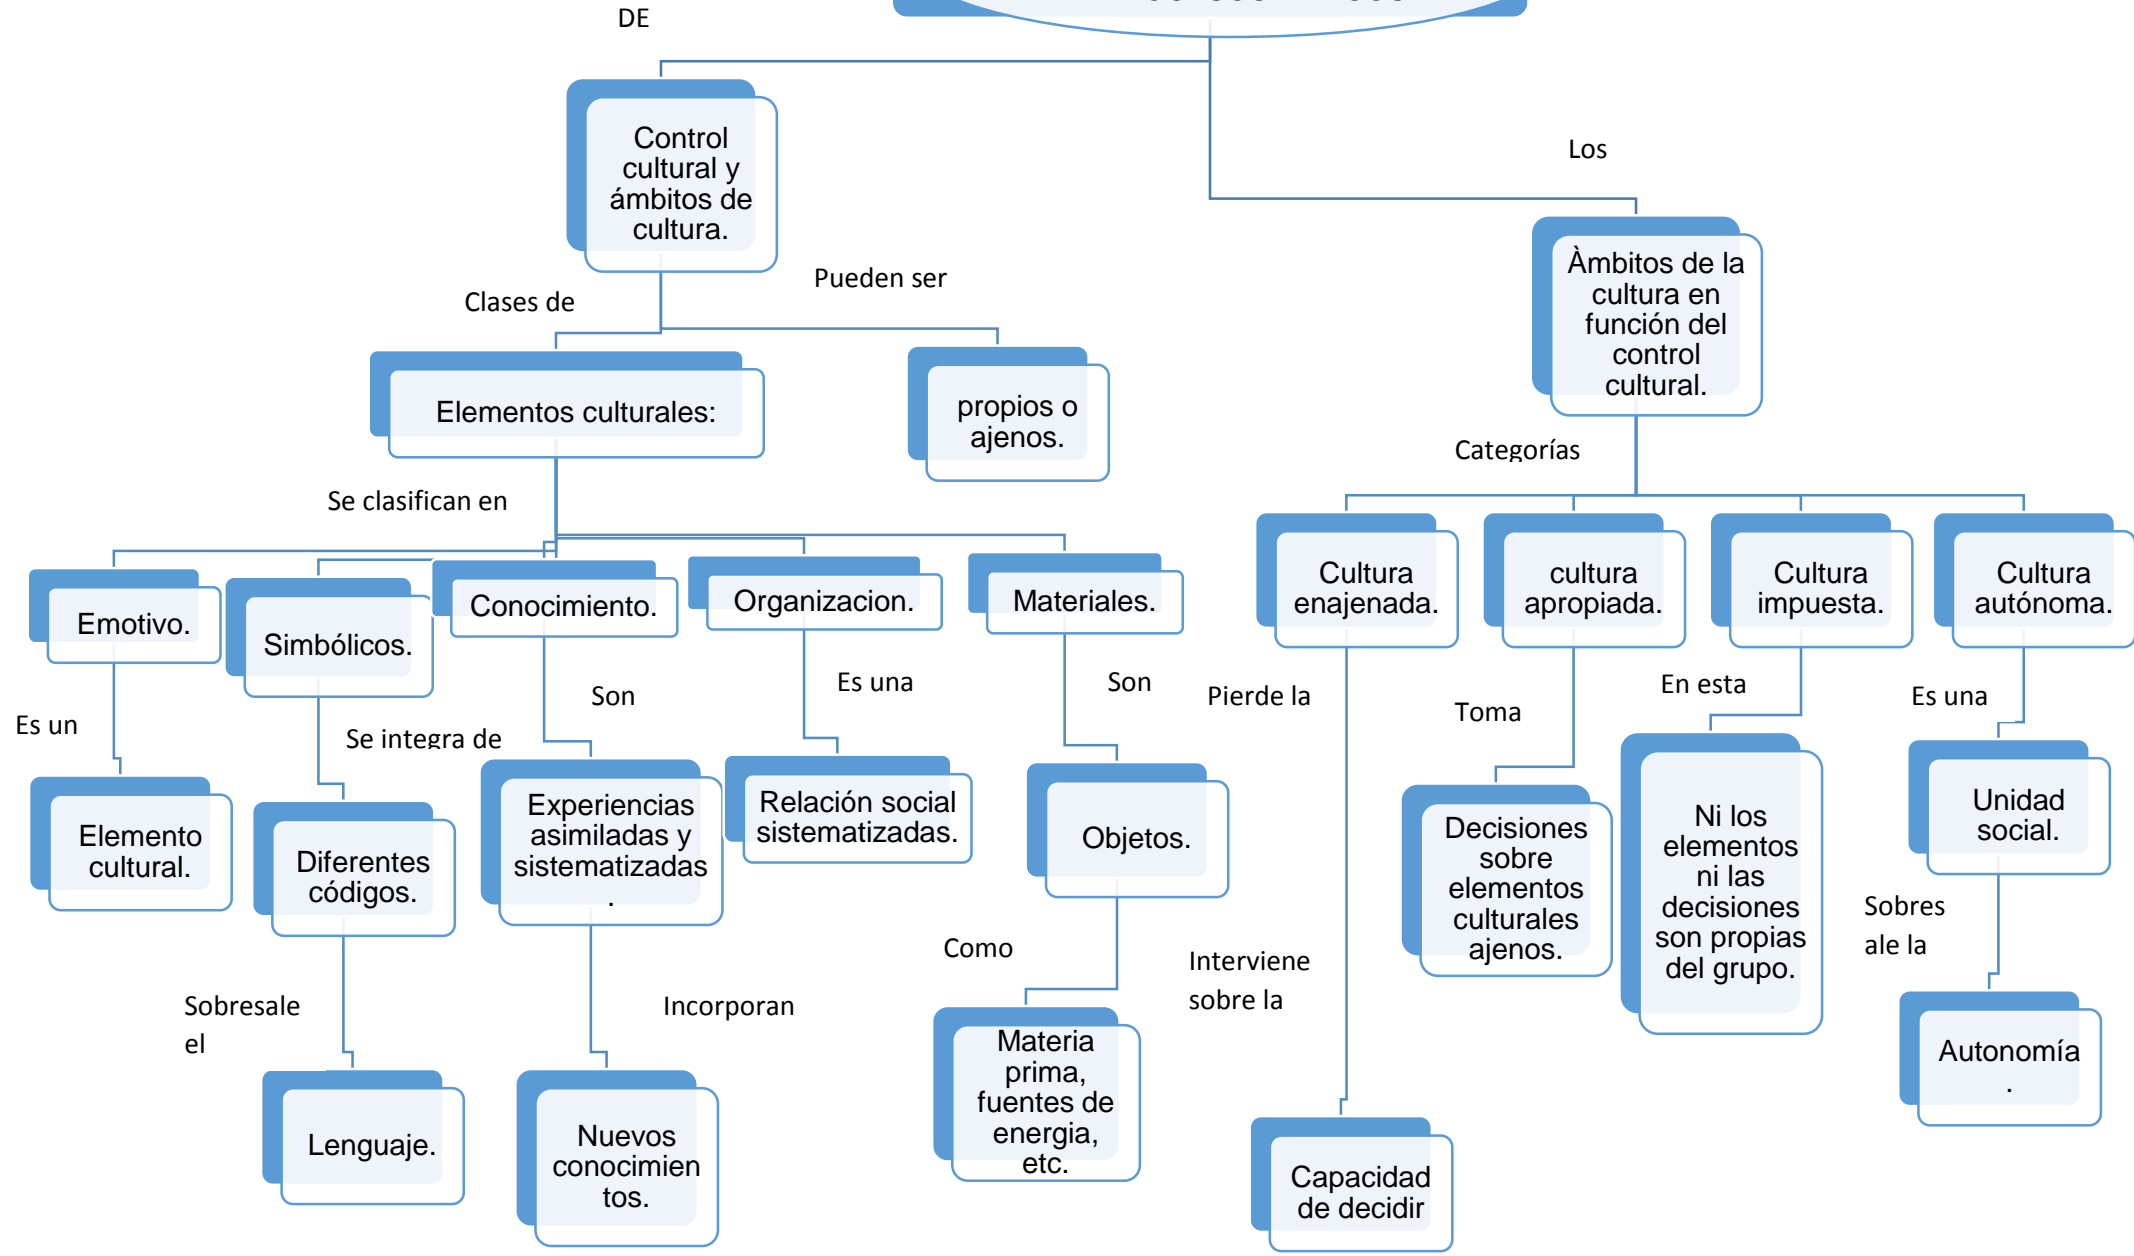 DE
Control
cultural y
ámbitos de
cultura.
Los
Clases de
Pueden ser
Elementos culturales:
propios o
ajenos.
Àmbitos de la
cultura en
función del
control
cultural.
Se clasifican en
Categorías
Emotivo.
Simbólicos.
Conocimiento.
Organizacion.
Materiales.
Cultura
enajenada.
cultura
apropiada.
Cultura
impuesta.
Cultura
autónoma.
Es un
Se integra de
Son
Es una
Son
Pierde la
Toma
En esta
Es una
Elemento
cultural.
Diferentes
códigos.
Experiencias
asimiladas y
sistematizadas
.
Relación social
sistematizadas.
Objetos.
Decisiones
sobre
elementos
culturales
ajenos.
Ni los
elementos
ni las
decisiones
son propias
del grupo.
Unidad
social.
Sobresale
el
Incorporan
Como
Interviene
sobre la
Sobres
ale la
Lenguaje.
Nuevos
conocimien
tos.
Materia
prima,
fuentes de
energia,
etc.
Capacidad
de decidir
Autonomía
.